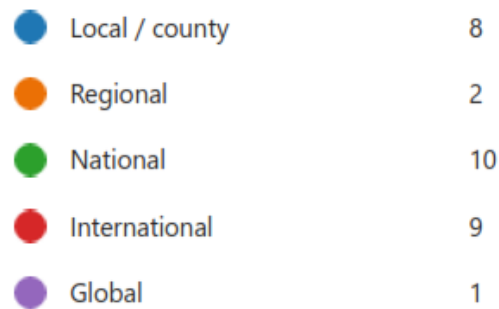 Local / county 8
Regional 2
National 10
International 9
Global 1